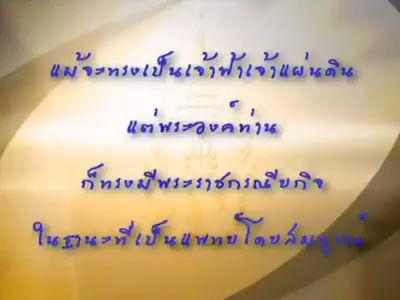 แม้จะทรงเป็นเจ้าฟ้าเจ้าแผ่นดิน
แต่พระองค์ท่าน
ก็ทรงมีพระราชกรณียกิจ
ในฐานะที่เป็นแพทย์โดยสมบูรณ์